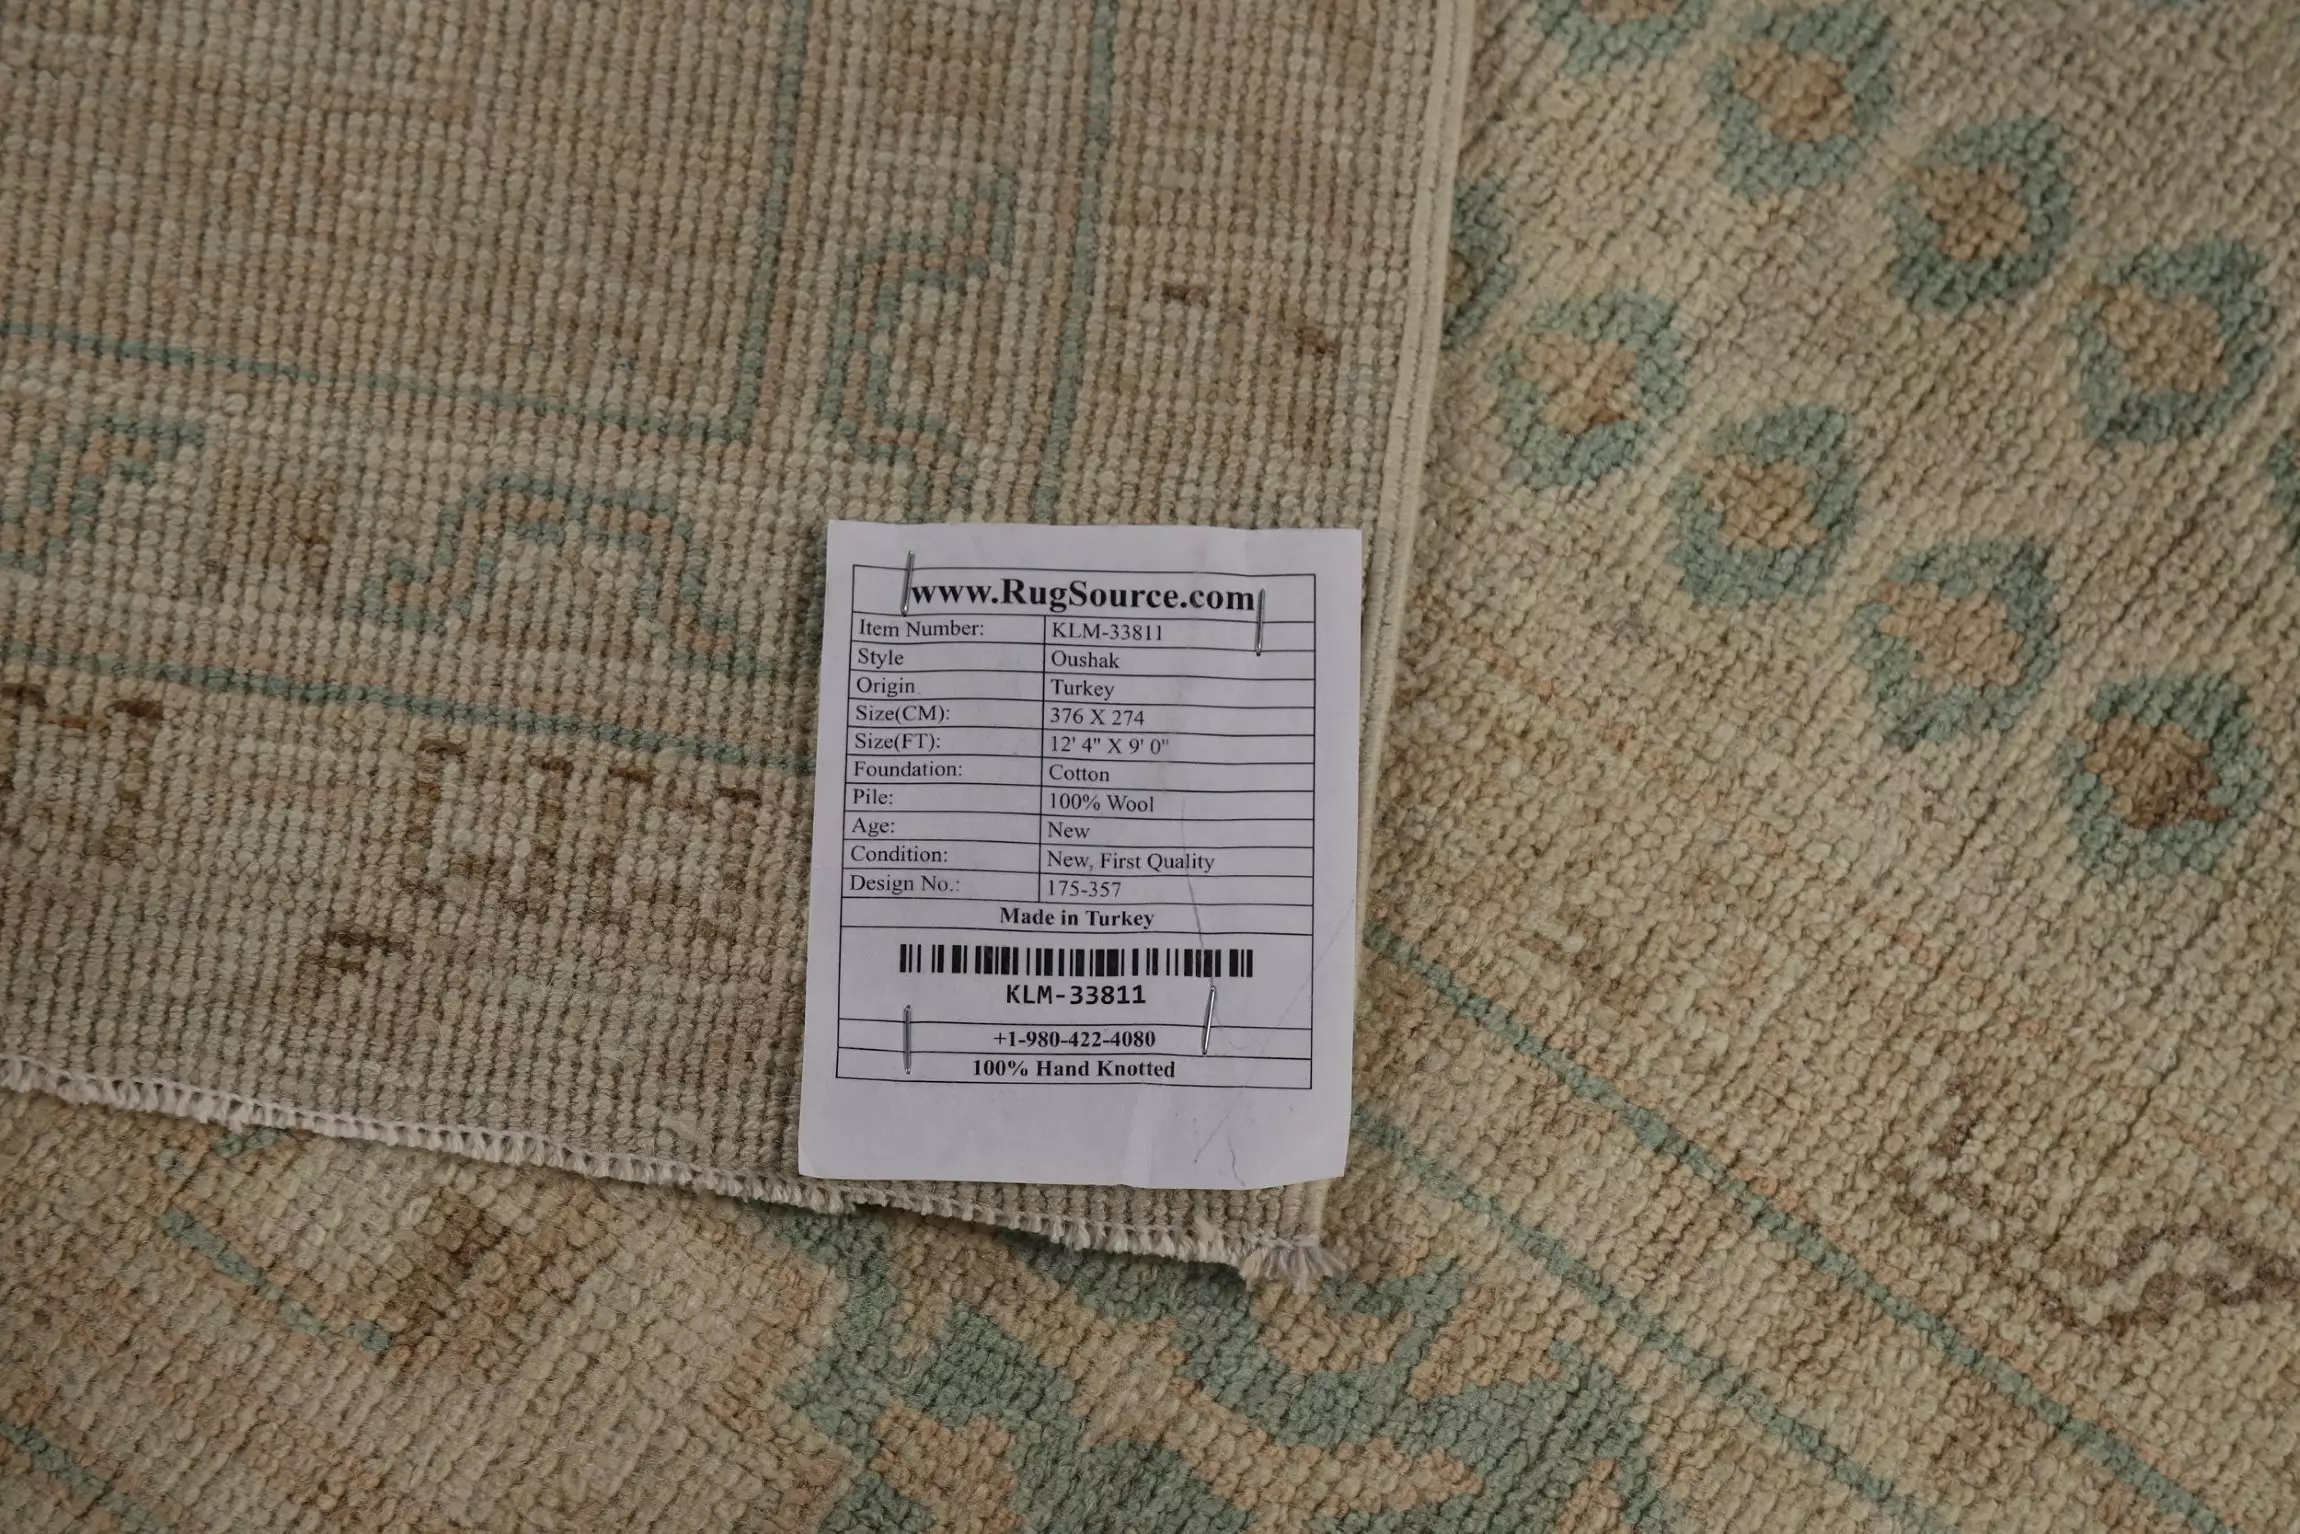 www.RugSource.com
Item Number: KLM-33811
Style Oushak
Origin Turkey
Size(CM): 376 X 274
Size(FT): 12' 4" X 9' 0"
Foundation: Cotton
Pile: 100% Wool
Age: New
Condition: New, First Quality
Design No.: 175-357
Made in Turkey
KLM-33811
+1-980-422-4080
100% Hand Knotted